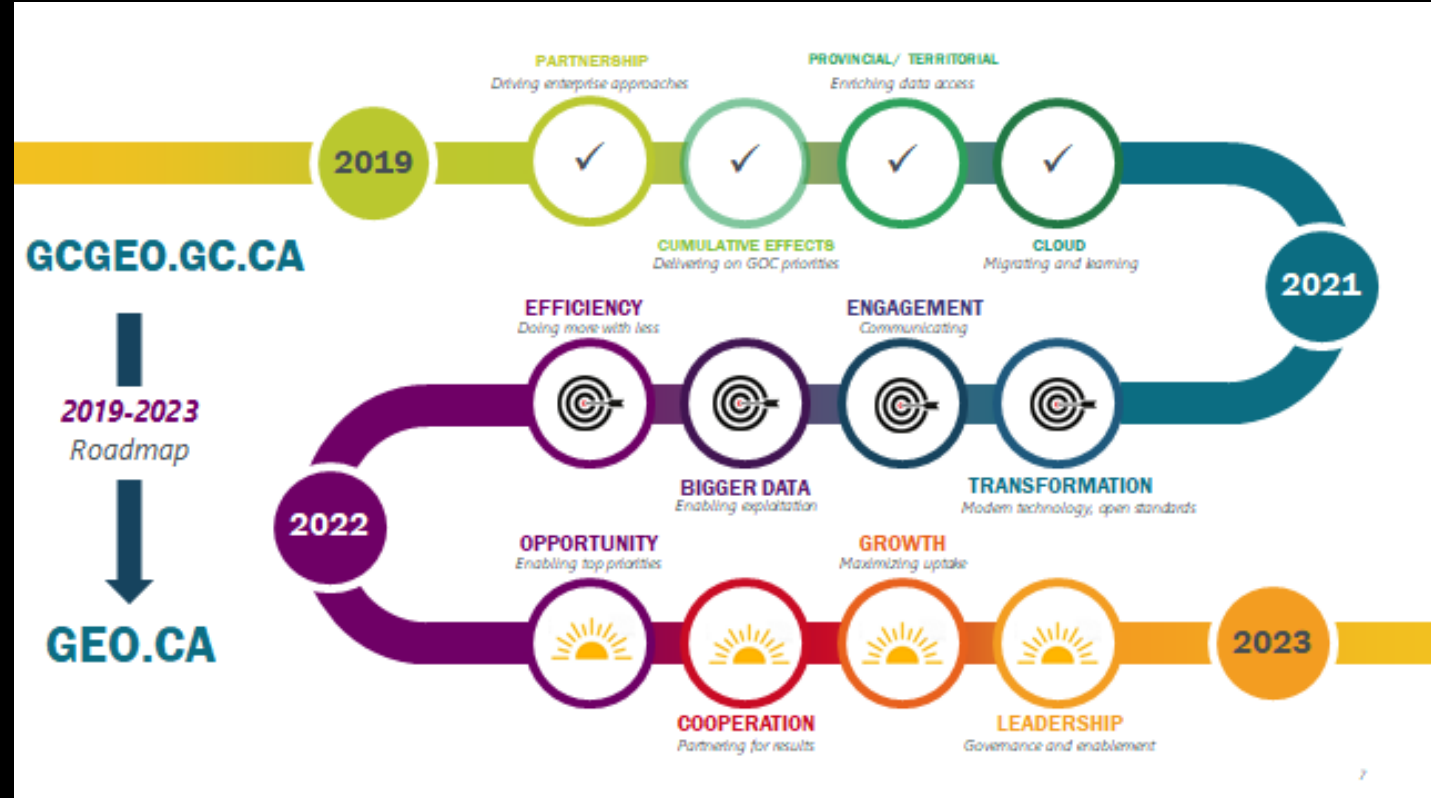 PARTNERSHIP
Driving enterprise approaches
PROVINCIAL/ TERRITORIAL
Enriching data access
2019
CUMULATIVE EFFECTS
Delivering on GOC priorities
CLOUD
Migrating and learning
GCGEO.GC.CA
2021
EFFICIENCY
Doing more with less
ENGAGEMENT
Communicating
2019-2023
Roadmap
BIGGER DATA
Enabling exploitation
TRANSFORMATION
Modern technology, open standards
2022
OPPORTUNITY
Enabling top priorities
GROWTH
Maximizing uptake
GEO.CA
2023
COOPERATION
Partnering for results
LEADERSHIP
Governance and enablement
7